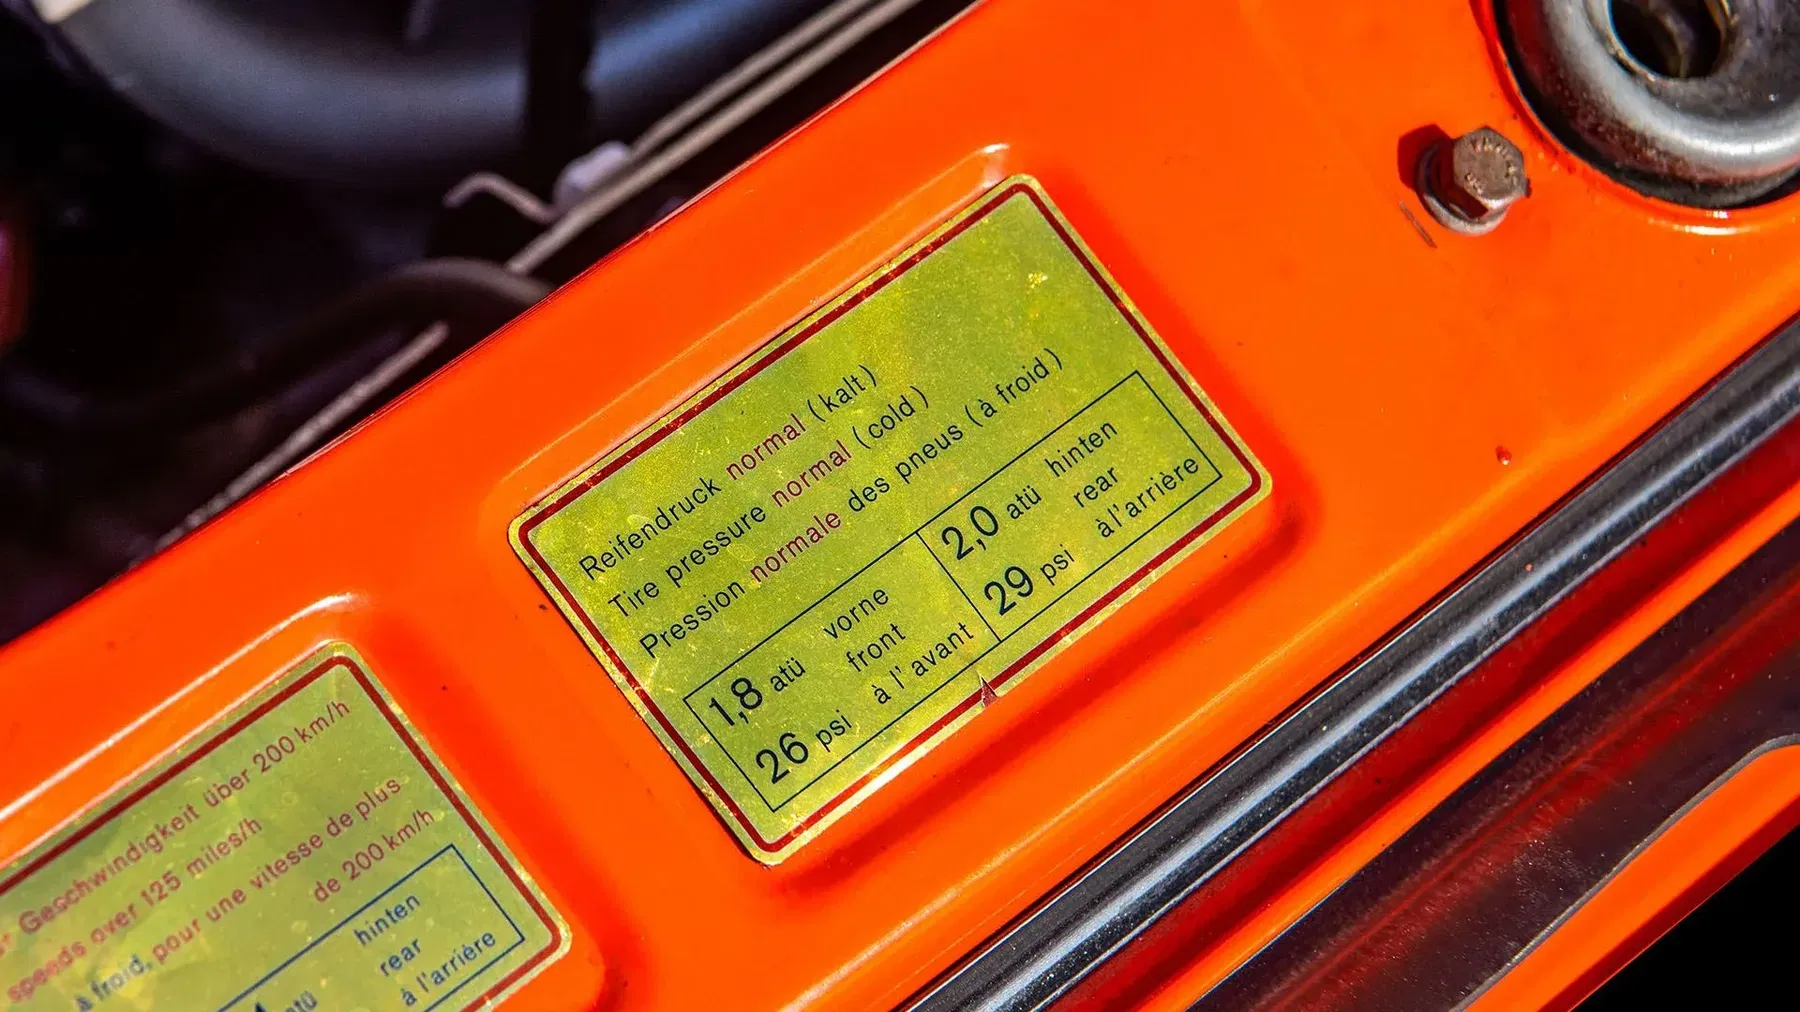 Reifendruck normal (kalt)
Tire pressure normal (cold)
Pression normale des pneus (à froid)
1,8 atü vorne
front
26 psi à l'avant
2,0 atü hinten
rear
29 psi à l'arrière
Geschwindigkeit über 200 km/h
speeds over 125 miles/h
à froid, pour une vitesse de plus
de 200 km/h
hinten
rear
atü à l'arrière